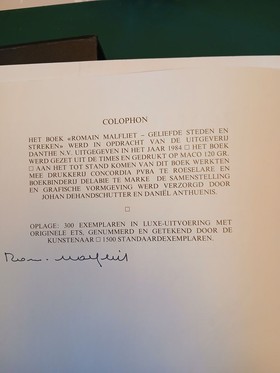 COLOPHON
HET BOEK «ROMAIN MALFLIET – GELIEFDE STEDEN EN
STREKEN» WERD IN OPDRACHT VAN DE UITGEVERIJ
DANTHE N.V. UITGEGEVEN IN HET JAAR 1984 □ HET BOEK
WERD GEZET UIT DE TIMES EN GEDRUKT OP MACO 120 GR.
□ AAN HET TOT STAND KOMEN VAN DIT BOEK WERKTEN
MEE DRUKKERIJ CONCORDIA PVBA TE ROESELARE EN
BOEKBINDERIJ DELABIE TE MARKE DE SAMENSTELLING
EN GRAFISCHE VORMGEVING WERD VERZORGD DOOR
JOHAN DEHANDSCHUTTER EN DANIËL ANTHUENIS.
□
OPLAGE: 300 EXEMPLAREN IN LUXE-UITVOERING MET
ORIGINELE ETS, GENUMMERD EN GETEKEND DOOR DE
KUNSTENAAR □ 1500 STANDAARDEXEMPLAREN.
Rom. Malfliet